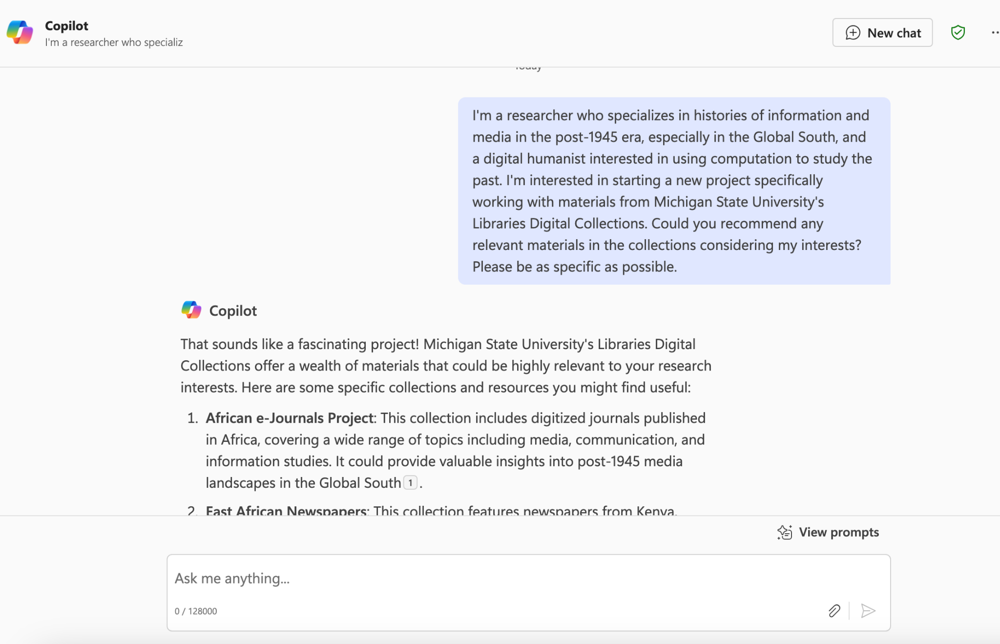 Copilot
I'm a researcher who specializ
New chat
Today
I'm a researcher who specializes in histories of information and
media in the post-1945 era, especially in the Global South, and
a digital humanist interested in using computation to study the
past. I'm interested in starting a new project specifically
working with materials from Michigan State University's
Libraries Digital Collections. Could you recommend any
relevant materials in the collections considering my interests?
Please be as specific as possible.
Copilot
That sounds like a fascinating project! Michigan State University's Libraries Digital
Collections offer a wealth of materials that could be highly relevant to your research
interests. Here are some specific collections and resources you might find useful:
1. African e-Journals Project: This collection includes digitized journals published
in Africa, covering a wide range of topics including media, communication, and
information studies. It could provide valuable insights into post-1945 media
landscapes in the Global South 1 .
2. East African Newspapers: This collection features newspapers from Kenya,
View prompts
Ask me anything...
0 / 128000